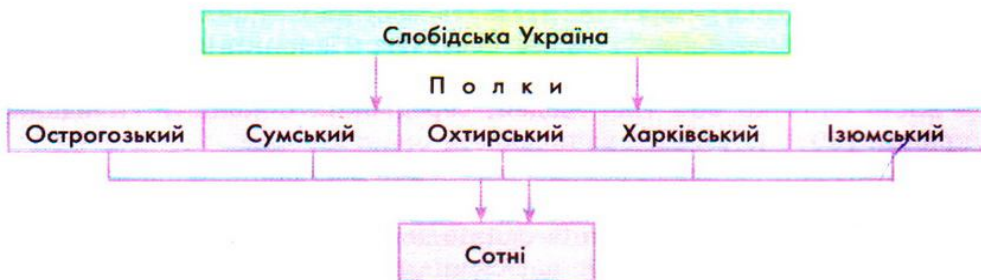 Слобідська Україна
Полки
Острогозький Сумський Охтирський Харківський Ізюмський
Сотні